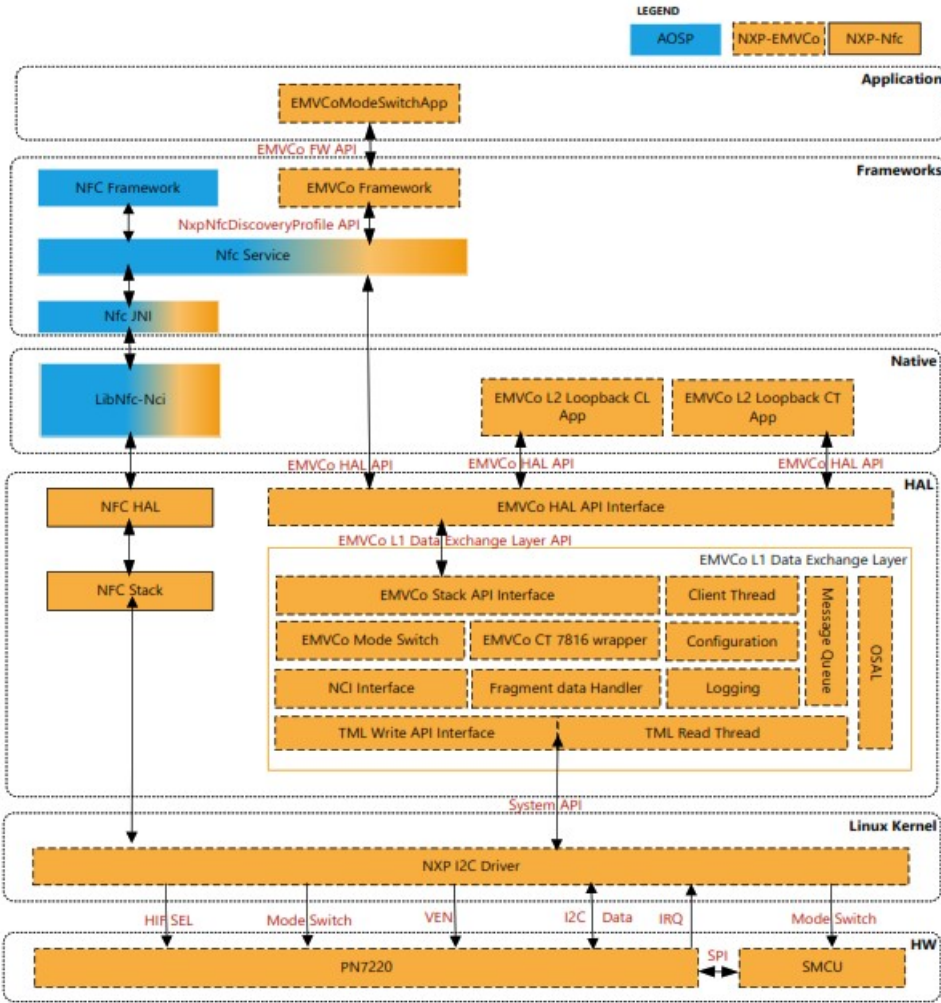 LEGEND
AOSP
NXP-EMVCo
NXP-Nfc
Application
EMVCoModeSwitchApp
EMVCo FW API
Frameworks
NFC Framework
EMVCo Framework
NxpNfcDiscoveryProfile API
Nfc Service
Nfc JNI
Native
LibNfc-Nci
EMVCo L2 Loopback CL
App
EMVCo L2 Loopback CT
App
EMVCo HAL API
EMVCo HAL API
EMVCo HAL API
HAL
NFC HAL
EMVCo HAL API Interface
EMVCo L1 Data Exchange Layer API
EMVCo L1 Data Exchange Layer
NFC Stack
EMVCo Stack API Interface
Client Thread
EMVCo Mode Switch
EMVCo CT 7816 wrapper
Configuration
NCI Interface
Fragment data Handler
Logging
Message Queue
OSAL
TML Write API Interface
TML Read Thread
System API
Linux Kernel
NXP I2C Driver
HIF SEL
Mode Switch
VEN
I2C
Data
IRQ
Mode Switch
HW
PN7220
SPI
SMCU